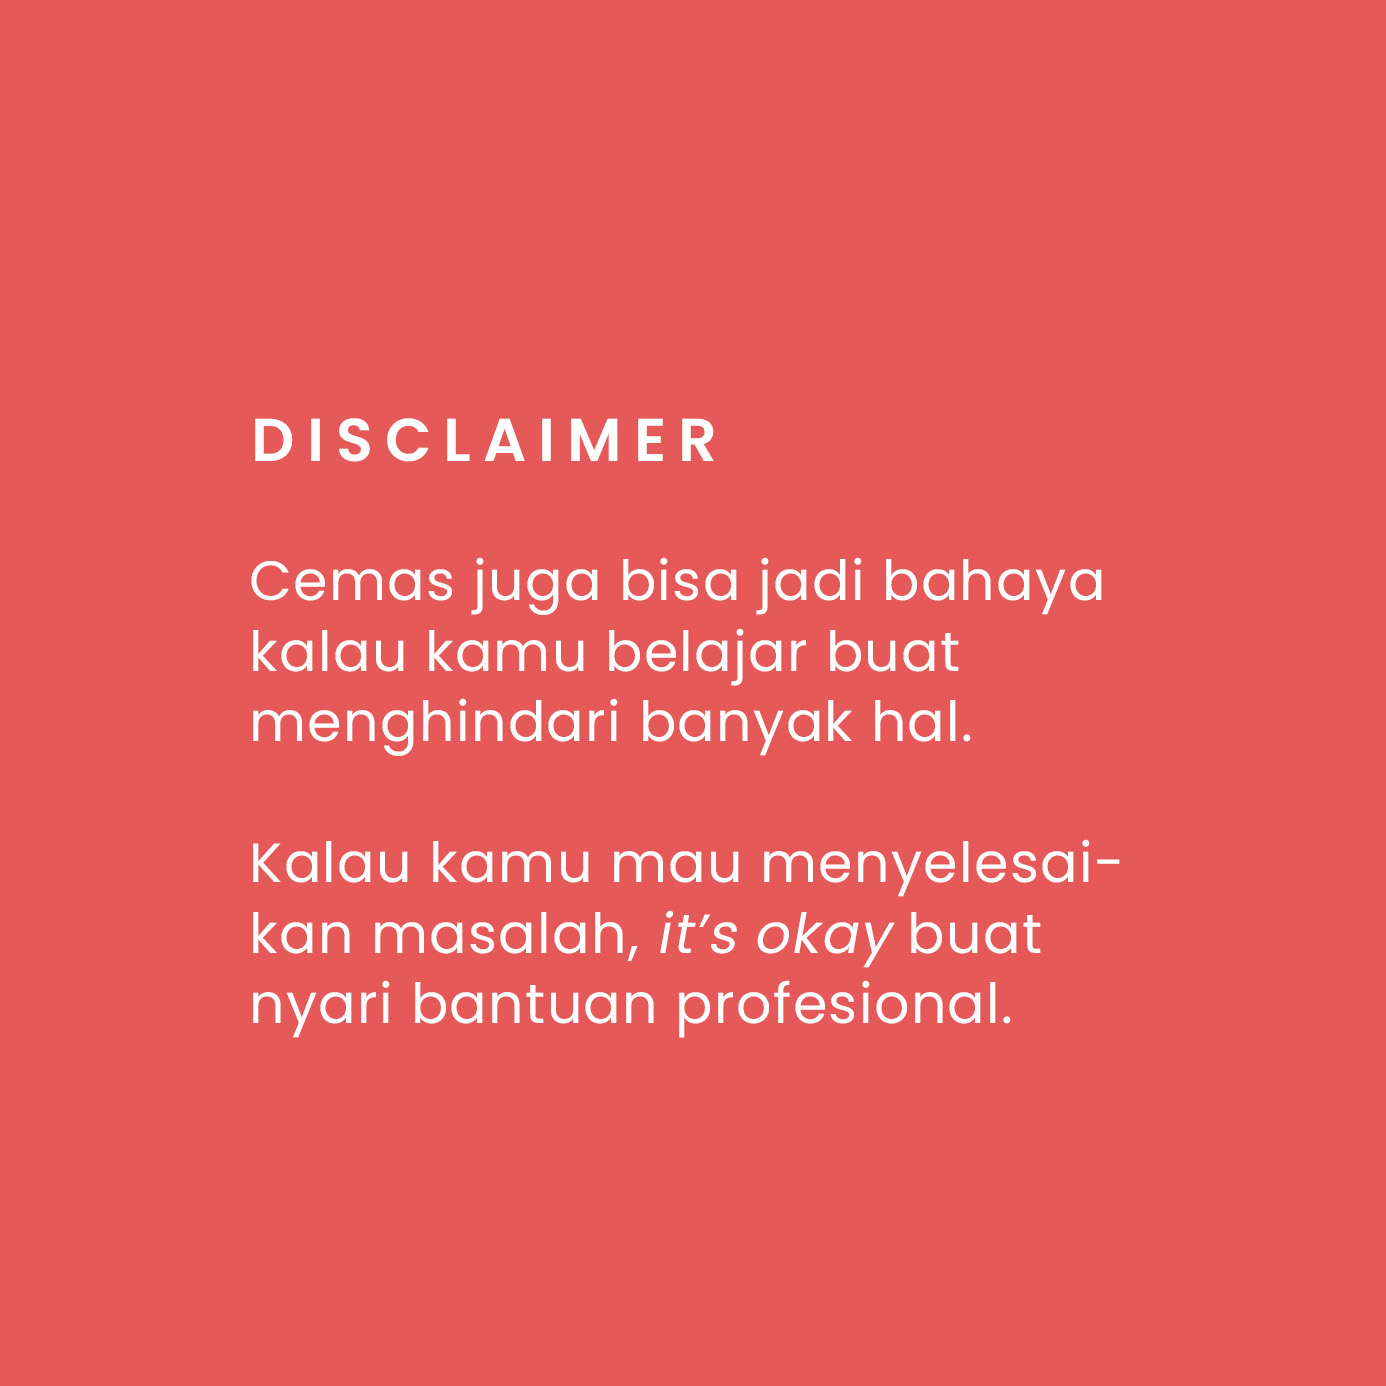 DISCLAIMER
Cemas juga bisa jadi bahaya
kalau kamu belajar buat
menghindari banyak hal.
Kalau kamu mau menyelesai-
kan masalah, it’s okay buat
nyari bantuan profesional.